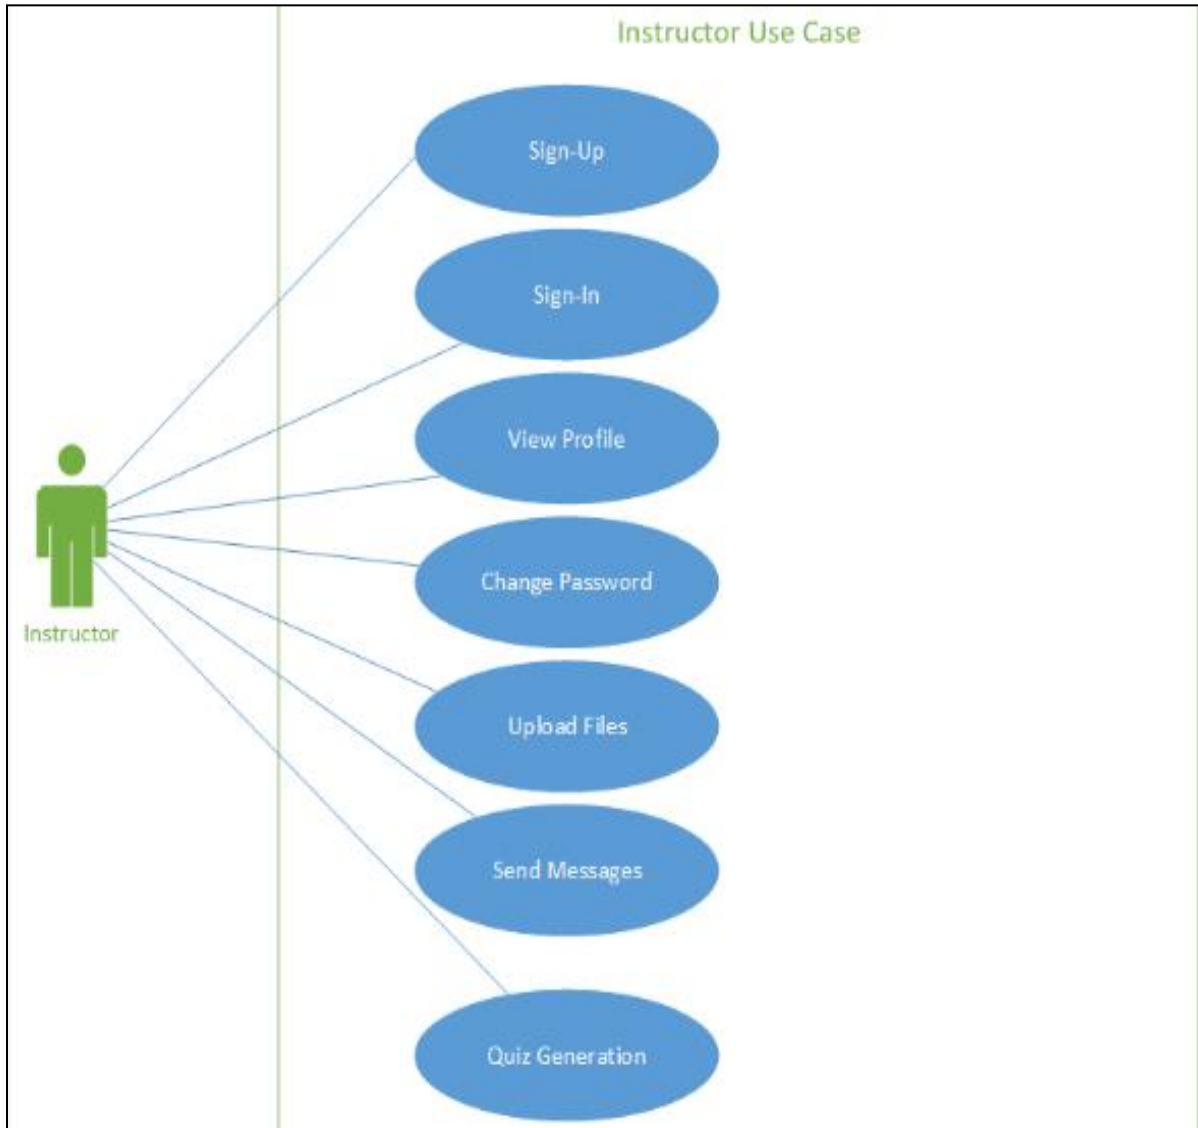 Instructor Use Case
Sign-Up
Sign-In
View Profile
Change Password
Instructor
Upload Files
Send Messages
Quiz Generation